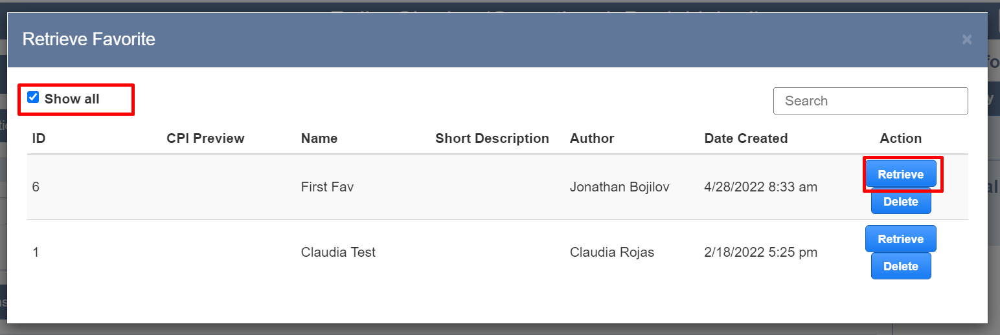 Retrieve Favorite
×
Show all
Search
ID CPI Preview Name Short Description Author Date Created Action
6 First Fav Jonathan Bojilov 4/28/2022 8:33 am Retrieve
Delete
1 Claudia Test Claudia Rojas 2/18/2022 5:25 pm Retrieve
Delete